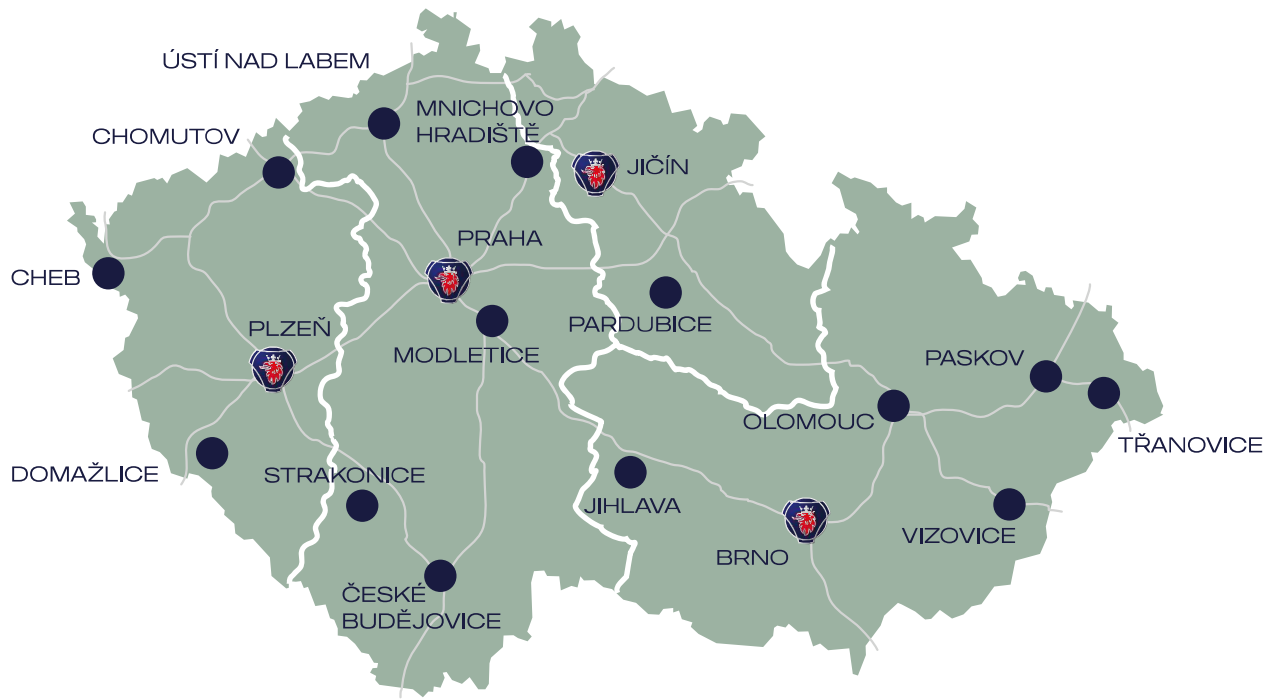 ÚSTÍ NAD LABEM
MNICHOVO
HRADIŠTĚ
CHOMUTOV
JIČÍN
PRAHA
CHEB
PLZEŇ
PARDUBICE
MODLETICE
PASKOV
OLOMOUC
TŘANOVICE
DOMAŽLICE
STRAKONICE
JIHLAVA
VIZOVICE
BRNO
ČESKÉ
BUDĚJOVICE